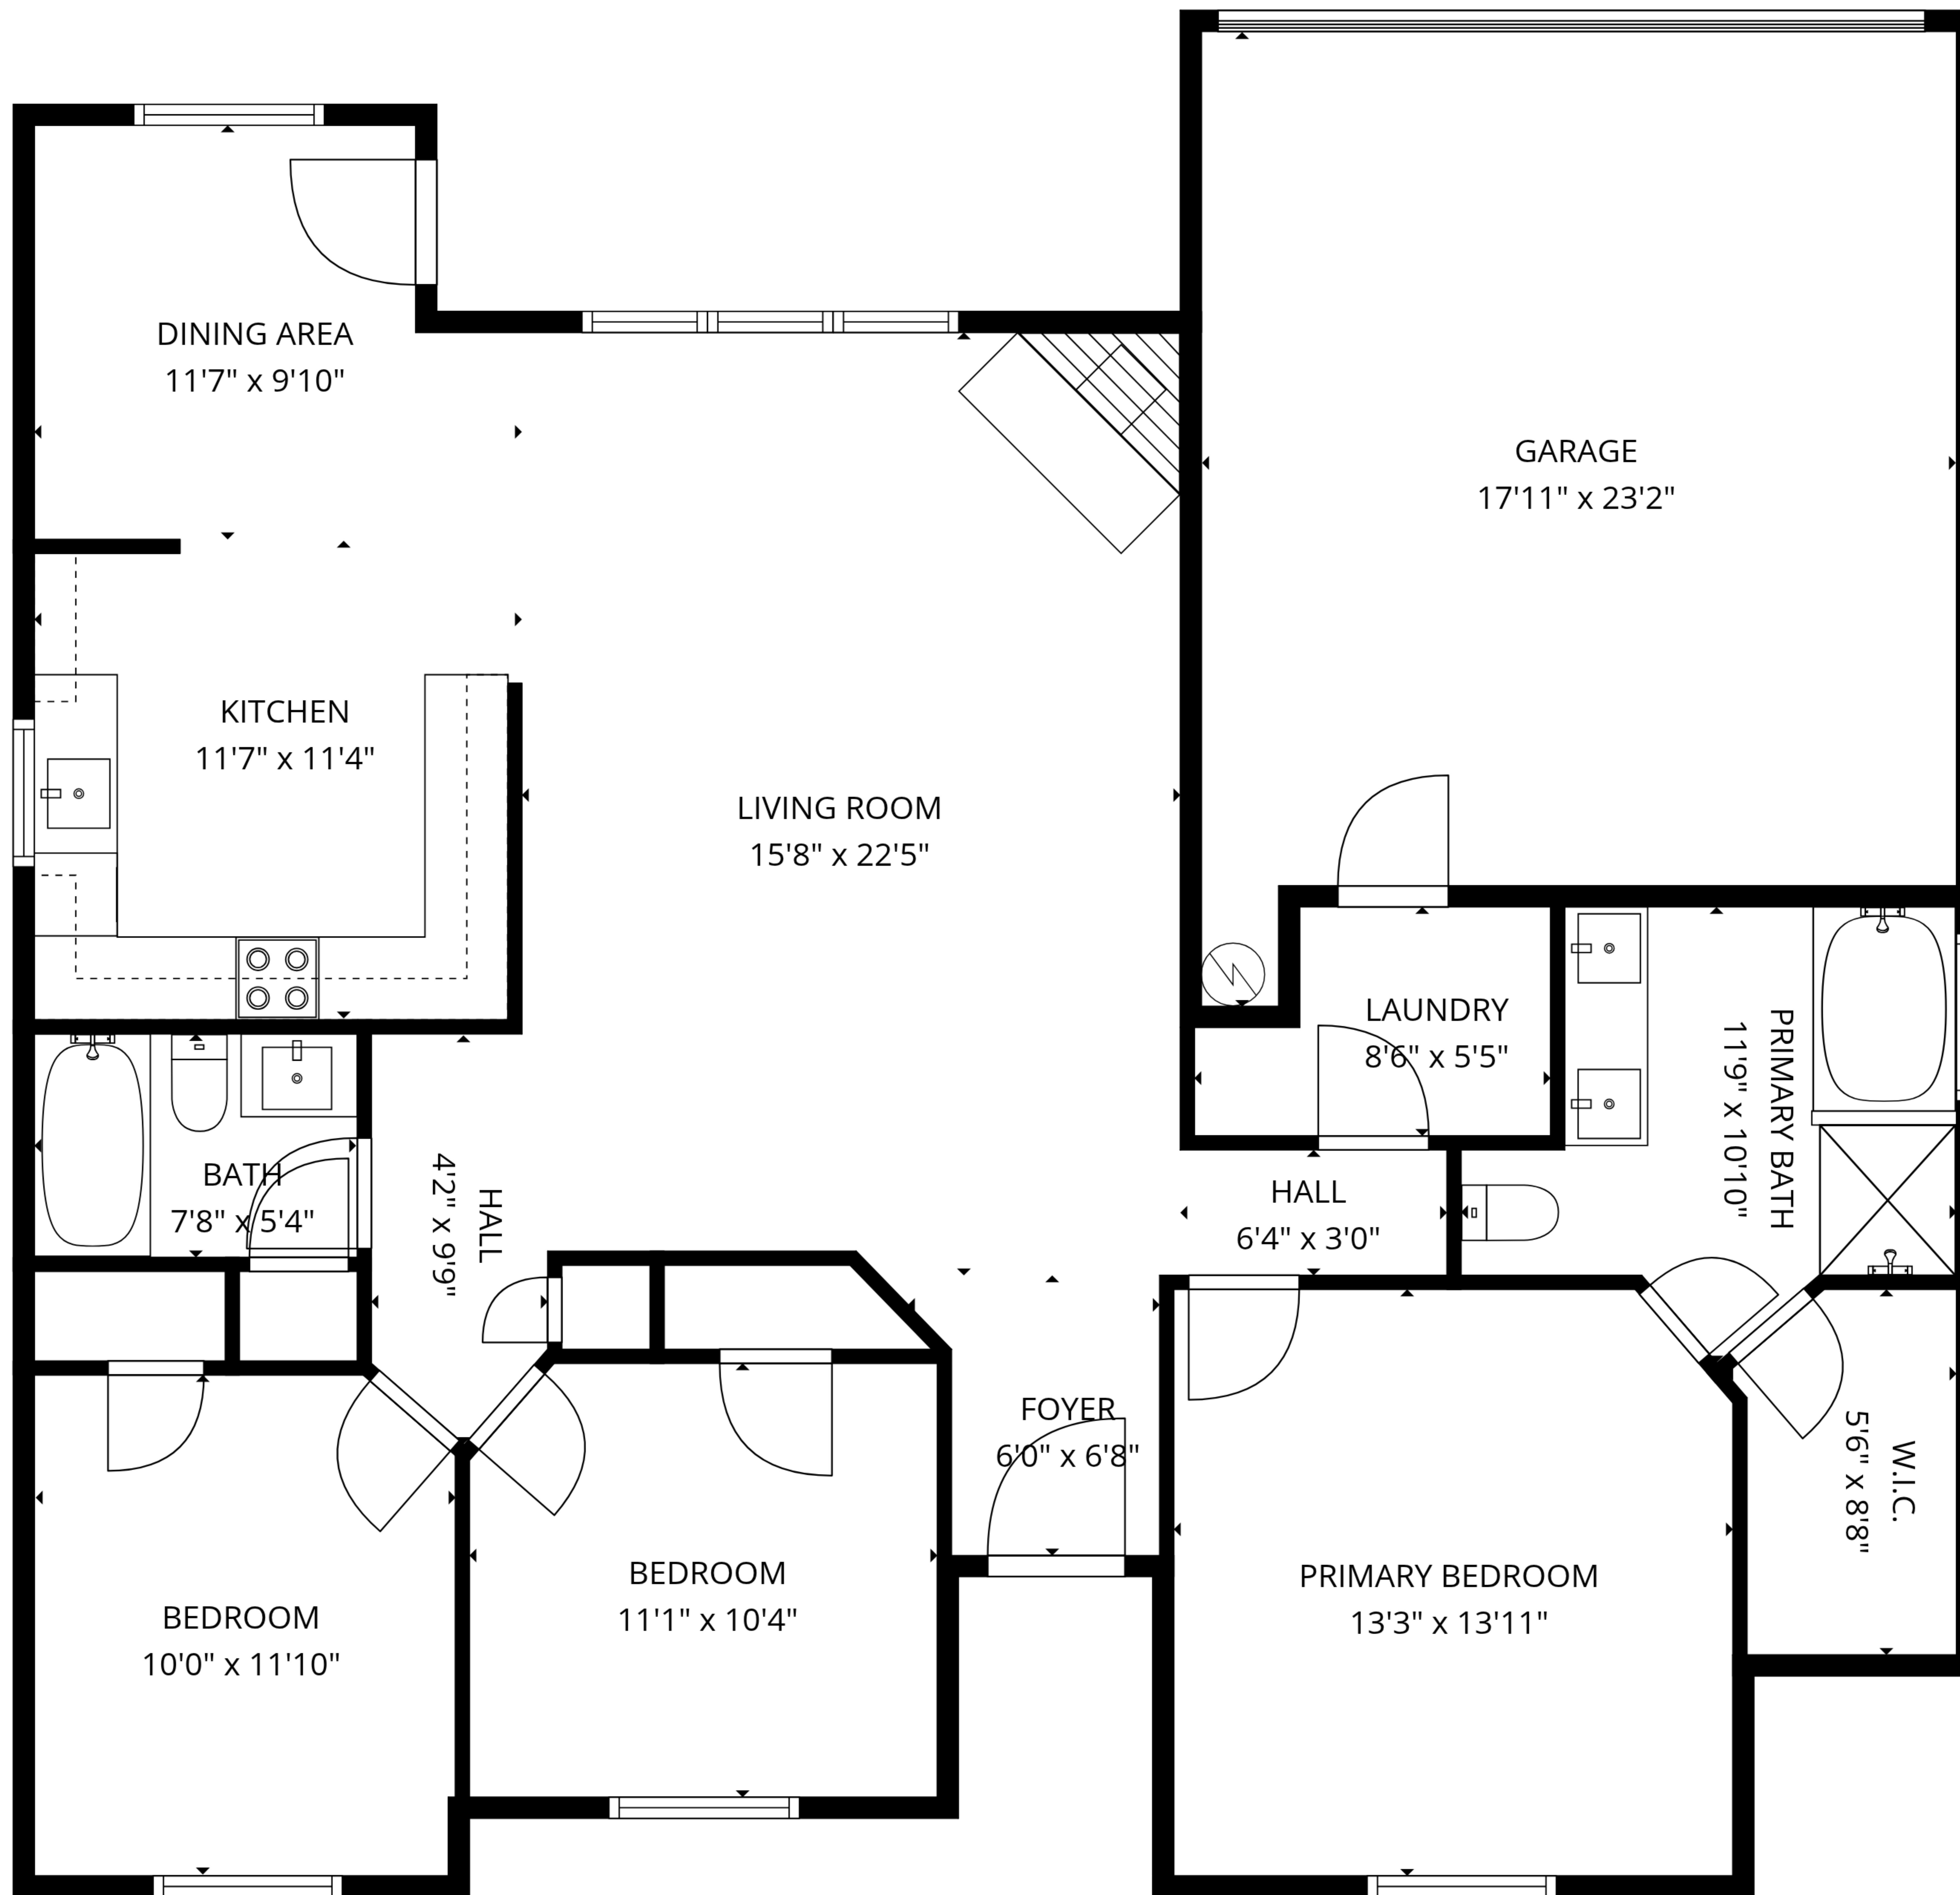 DINING AREA
11'7" x 9'10"
GARAGE
17'11" x 23'2"
KITCHEN
11'7" x 11'4"
LIVING ROOM
15'8" x 22'5"
LAUNDRY
8'6" x 5'5"
PRIMARY BATH
11'9" x 10'10"
BATH
7'8" x 5'4"
HALL
4'2" x 9'9"
HALL
6'4" x 3'0"
FOYER
6'0" x 6'8"
W.I.C.
5'6" x 8'8"
BEDROOM
11'1" x 10'4"
PRIMARY BEDROOM
13'3" x 13'11"
BEDROOM
10'0" x 11'10"